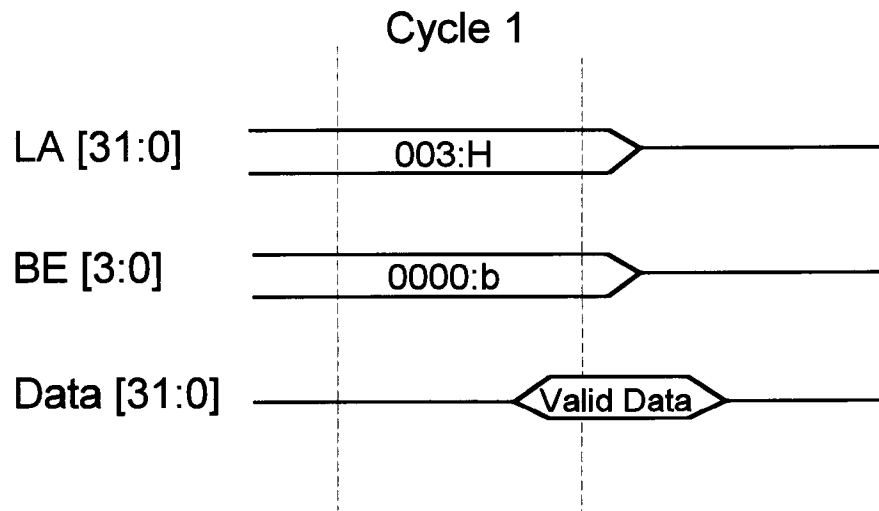 Cycle 1
LA [31:0]
003:H
BE [3:0]
0000:b
Data [31:0]
Valid Data